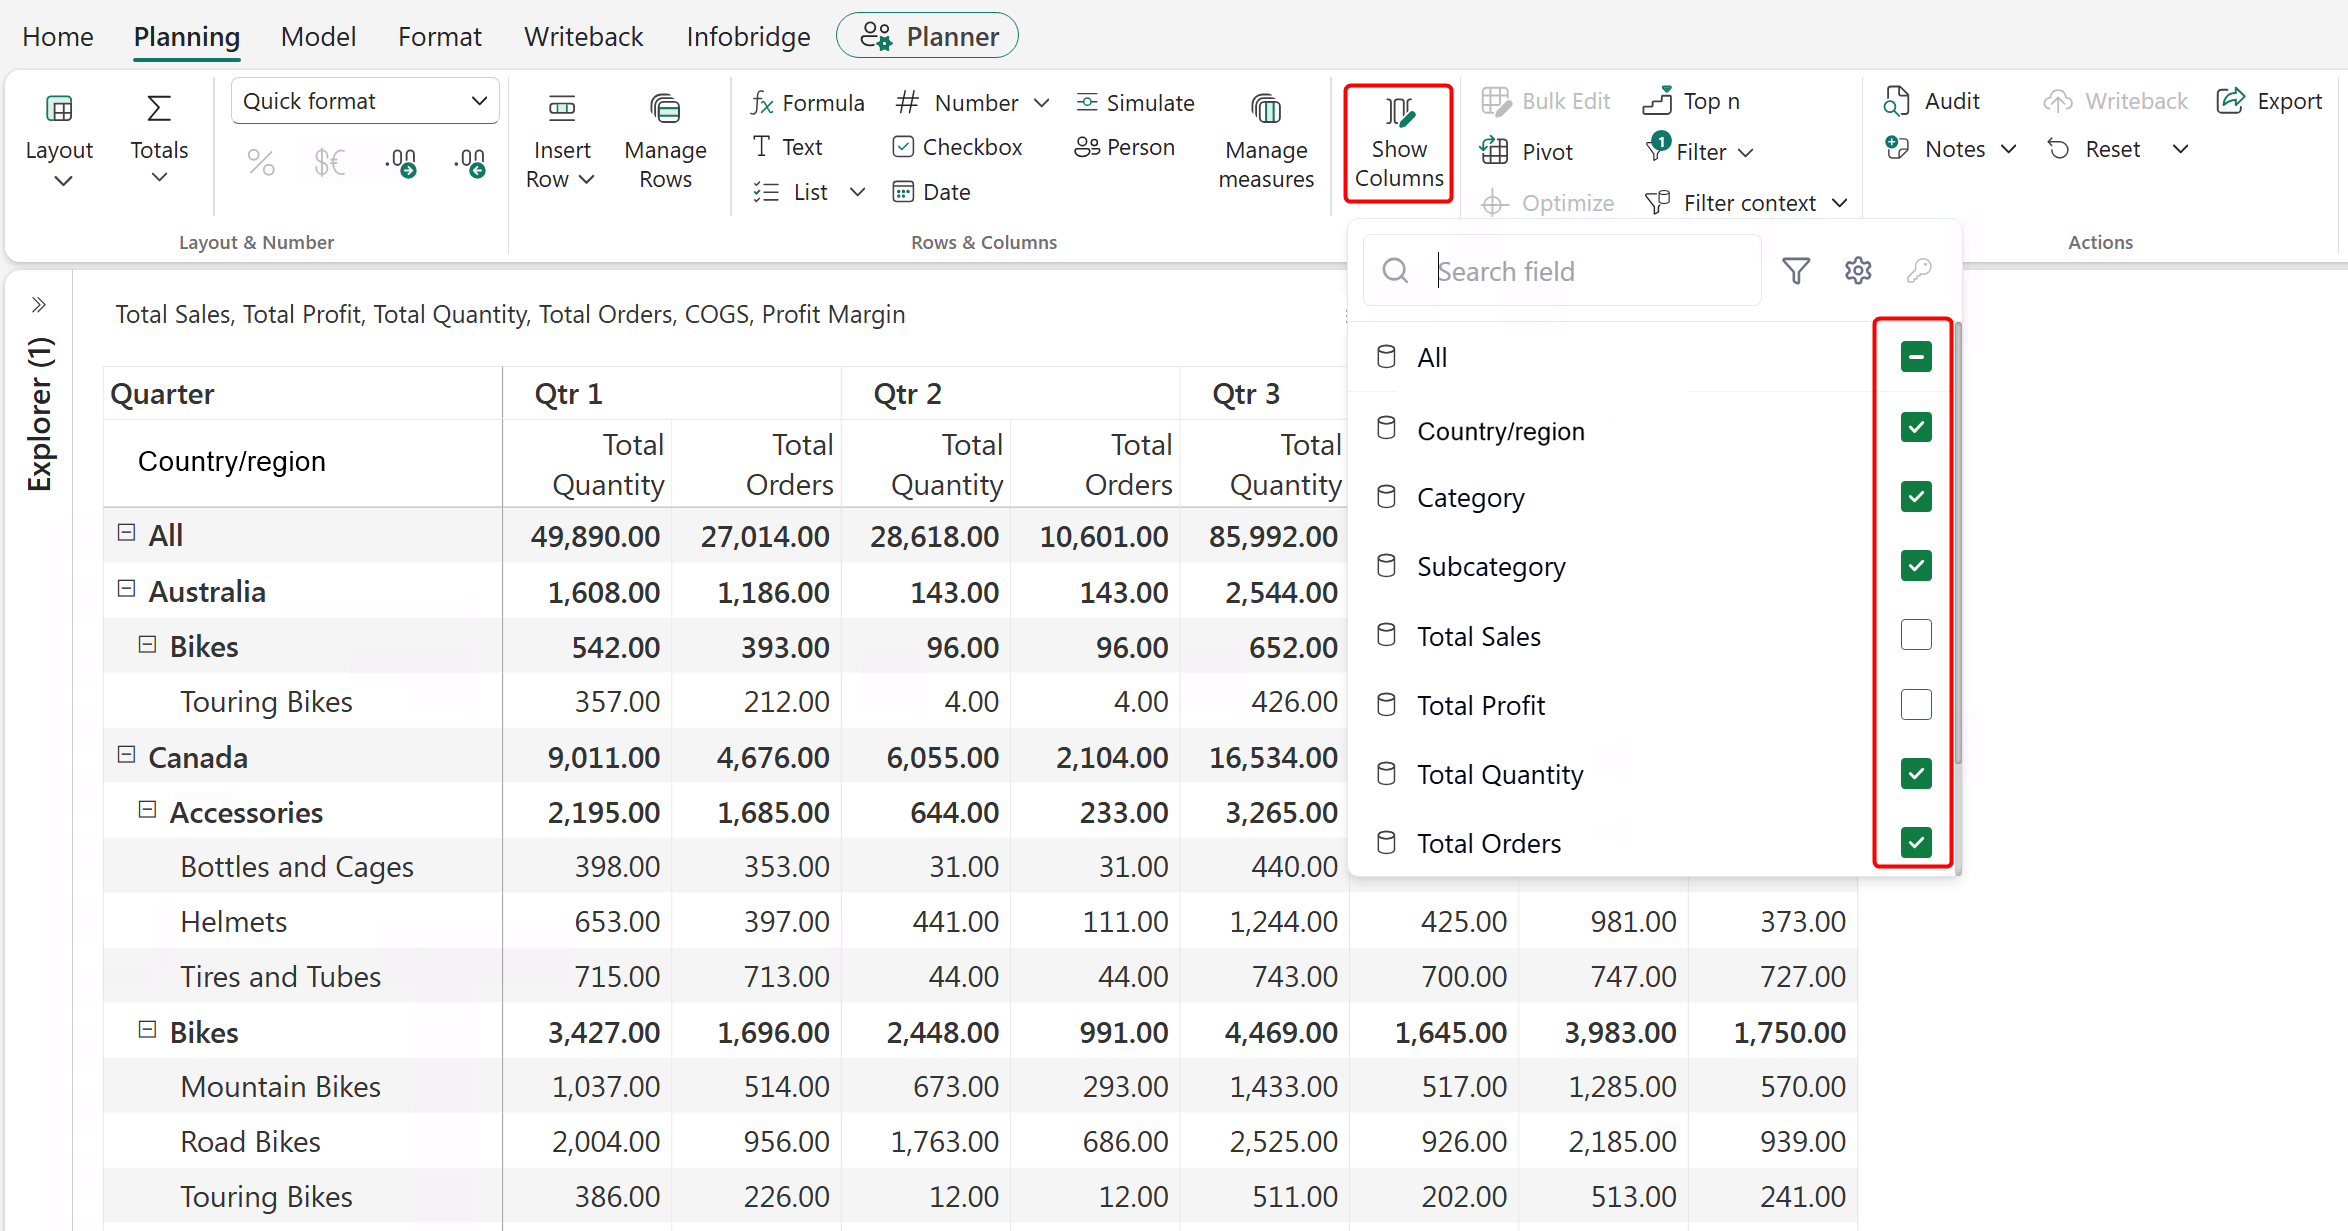 Home Planning Model Format Writeback Infobridge Planner
Quick format
Layout
Totals
% $€ .00 .00
Insert Row
Manage Rows
Formula Number Simulate
Text Checkbox Person
List Date
Manage measures
Show Columns
Bulk Edit Top n
Pivot 1 Filter
Optimize Filter context
Audit Writeback Export
Notes Reset
Layout & Number Rows & Columns Actions
Explorer (1)
Total Sales, Total Profit, Total Quantity, Total Orders, COGS, Profit Margin
Search field
All
Country/region
Category
Subcategory
Total Sales
Total Profit
Total Quantity
Total Orders
Quarter Qtr 1 Qtr 2 Qtr 3
Country/region Total Quantity Total Orders Total Quantity Total Orders Total Quantity
All 49,890.00 27,014.00 28,618.00 10,601.00 85,992.00
Australia 1,608.00 1,186.00 143.00 143.00 2,544.00
Bikes 542.00 393.00 96.00 96.00 652.00
Touring Bikes 357.00 212.00 4.00 4.00 426.00
Canada 9,011.00 4,676.00 6,055.00 2,104.00 16,534.00
Accessories 2,195.00 1,685.00 644.00 233.00 3,265.00
Bottles and Cages 398.00 353.00 31.00 31.00 440.00
Helmets 653.00 397.00 441.00 111.00 1,244.00 425.00 981.00 373.00
Tires and Tubes 715.00 713.00 44.00 44.00 743.00 700.00 747.00 727.00
Bikes 3,427.00 1,696.00 2,448.00 991.00 4,469.00 1,645.00 3,983.00 1,750.00
Mountain Bikes 1,037.00 514.00 673.00 293.00 1,433.00 517.00 1,285.00 570.00
Road Bikes 2,004.00 956.00 1,763.00 686.00 2,525.00 926.00 2,185.00 939.00
Touring Bikes 386.00 226.00 12.00 12.00 511.00 202.00 513.00 241.00